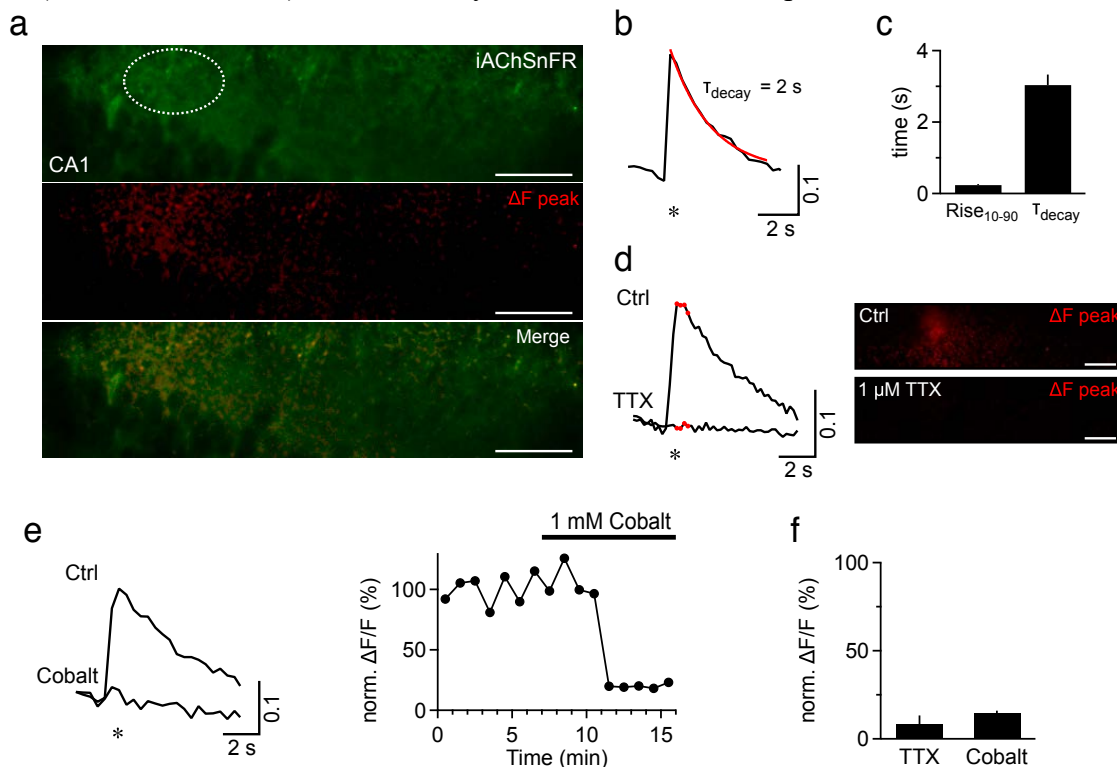 a
iAChSnFR
CA1
ΔF peak
Merge
b
τdecay = 2 s
0.1
2 s
*
c
time (s)
4
2
0
Rise10-90
τdecay
d
Ctrl
TTX
0.1
2 s
*
Ctrl
ΔF peak
1 µM TTX
ΔF peak
e
Ctrl
Cobalt
0.1
2 s
*
1 mM Cobalt
norm. ΔF/F (%)
100
50
0
0
5
10
15
Time (min)
f
norm. ΔF/F (%)
100
50
0
TTX
Cobalt